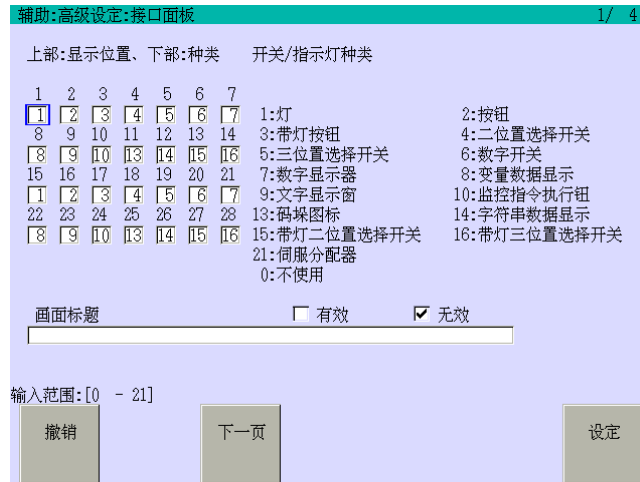 辅助:高级设定:接口面板 1/ 4
上部:显示位置、下部:种类 开关/指示灯种类
1 2 3 4 5 6 7
1 2 3 4 5 6 7 1:灯 2:按钮
8 9 10 11 12 13 14 3:带灯按钮 4:二位置选择开关
8 9 10 13 14 15 16 5:三位置选择开关 6:数字开关
15 16 17 18 19 20 21 7:数字显示器 8:变量数据显示
1 2 3 4 5 6 7 9:文字显示窗 10:监控指令执行钮
22 23 24 25 26 27 28 13:码垛图标 14:字符串数据显示
8 9 10 13 14 15 16 15:带灯二位置选择开关 16:带灯三位置选择开关
21:伺服分配器
0:不使用
画面标题 有效 无效
输入范围:[0 - 21]
撤销 下一页 设定